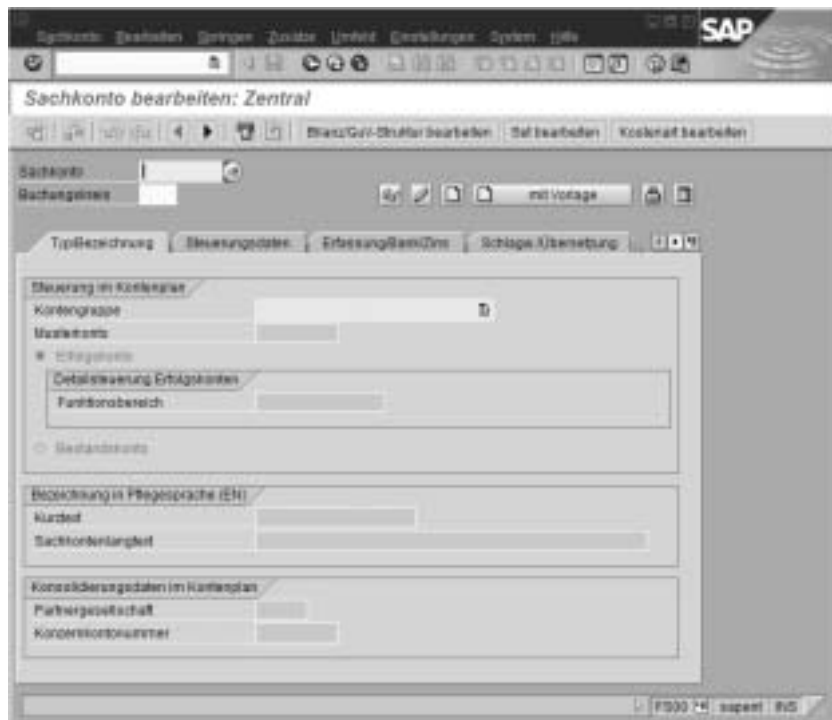 Sachkonto Bearbeiten Springen Zusätze Umfeld Einstellungen System Hilfe
SAP
Sachkonto bearbeiten: Zentral
Bilanz/GuV-Struktur bearbeiten Set bearbeiten Kostenart bearbeiten
Sachkonto
Buchungskreis
mit Vorlage
Typ/Bezeichnung Steuerungsdaten Erfassung/Bank/Zins Schlagw./Übersetzung
Steuerung im Kontenplan
Kontengruppe
Musterkonto
Erfolgskonto
Detailsteuerung Erfolgskonten
Funktionsbereich
Bestandskonto
Bezeichnung in Pflegesprache (EN)
Kurztext
Sachkontenlangtext
Konsolidierungsdaten im Kontenplan
Partnergesellschaft
Konzernkontonummer
FS00 INS